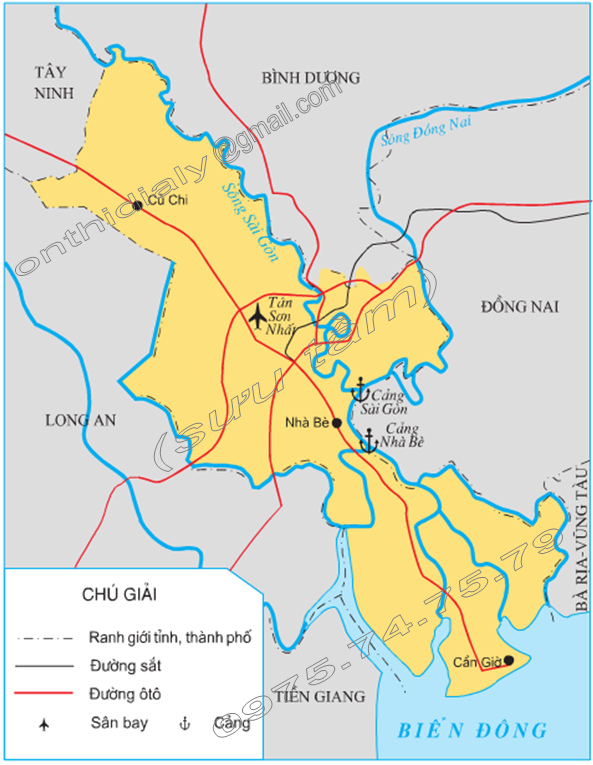 TÂY
NINH
BÌNH DƯƠNG
Sông Đồng Nai
onthidialy@gmail.com
Củ Chi
Sông Sài Gòn
Tân
Sơn
Nhất
ĐỒNG NAI
Cảng
Sài Gòn
LONG AN
Nhà Bè
Cảng
Nhà Bè
(sưu tầm)
BÀ RỊA-VŨNG TÀU
0975.74.75.79
CHÚ GIẢI
Ranh giới tỉnh, thành phố
Đường sắt
Đường ôtô
Sân bay
Cảng
Cần Giờ
TIỀN GIANG
BIỂN ĐÔNG